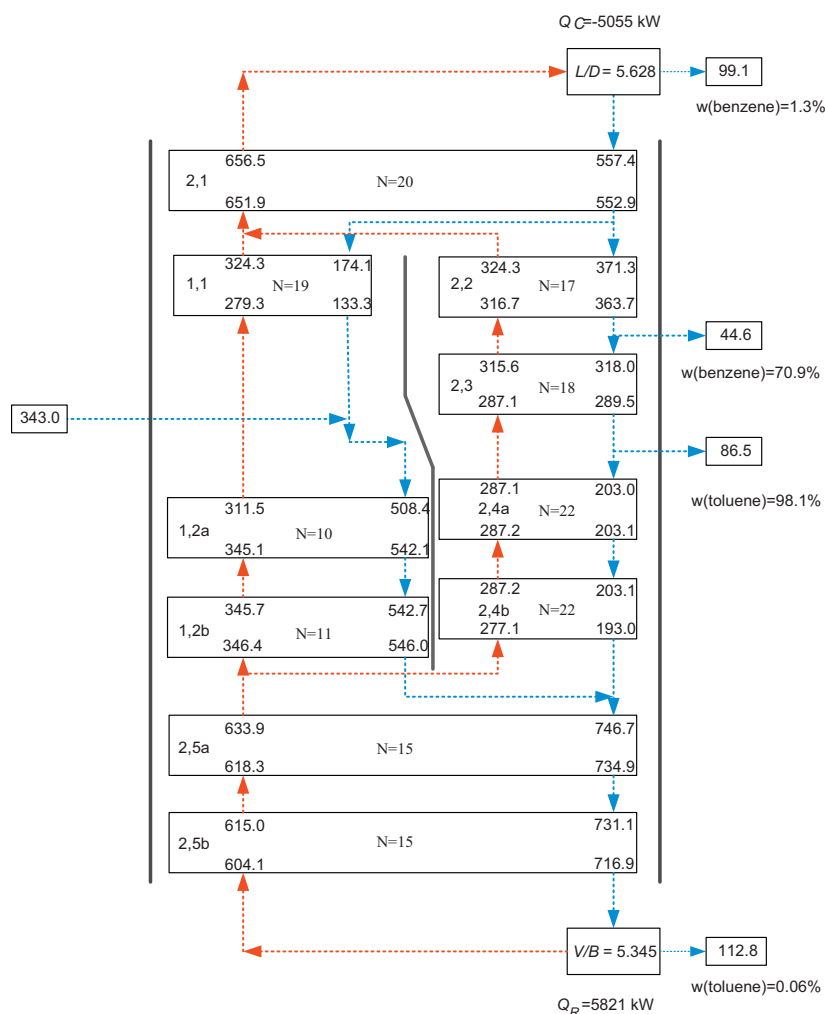 Q C=-5055 kW
L/D = 5.628
99.1
w(benzene)=1.3%
656.5 557.4
2,1 N=20
651.9 552.9
324.3 174.1
1,1 N=19
279.3 133.3
324.3 371.3
2,2 N=17
316.7 363.7
44.6
w(benzene)=70.9%
315.6 318.0
2,3 N=18
287.1 289.5
343.0
86.5
w(toluene)=98.1%
311.5 508.4
1,2a N=10
345.1 542.1
287.1 203.0
2,4a N=22
287.2 203.1
345.7 542.7
1,2b N=11
346.4 546.0
287.2 203.1
2,4b N=22
277.1 193.0
633.9 746.7
2,5a N=15
618.3 734.9
615.0 731.1
2,5b N=15
604.1 716.9
V/B = 5.345
112.8
w(toluene)=0.06%
Q R=5821 kW